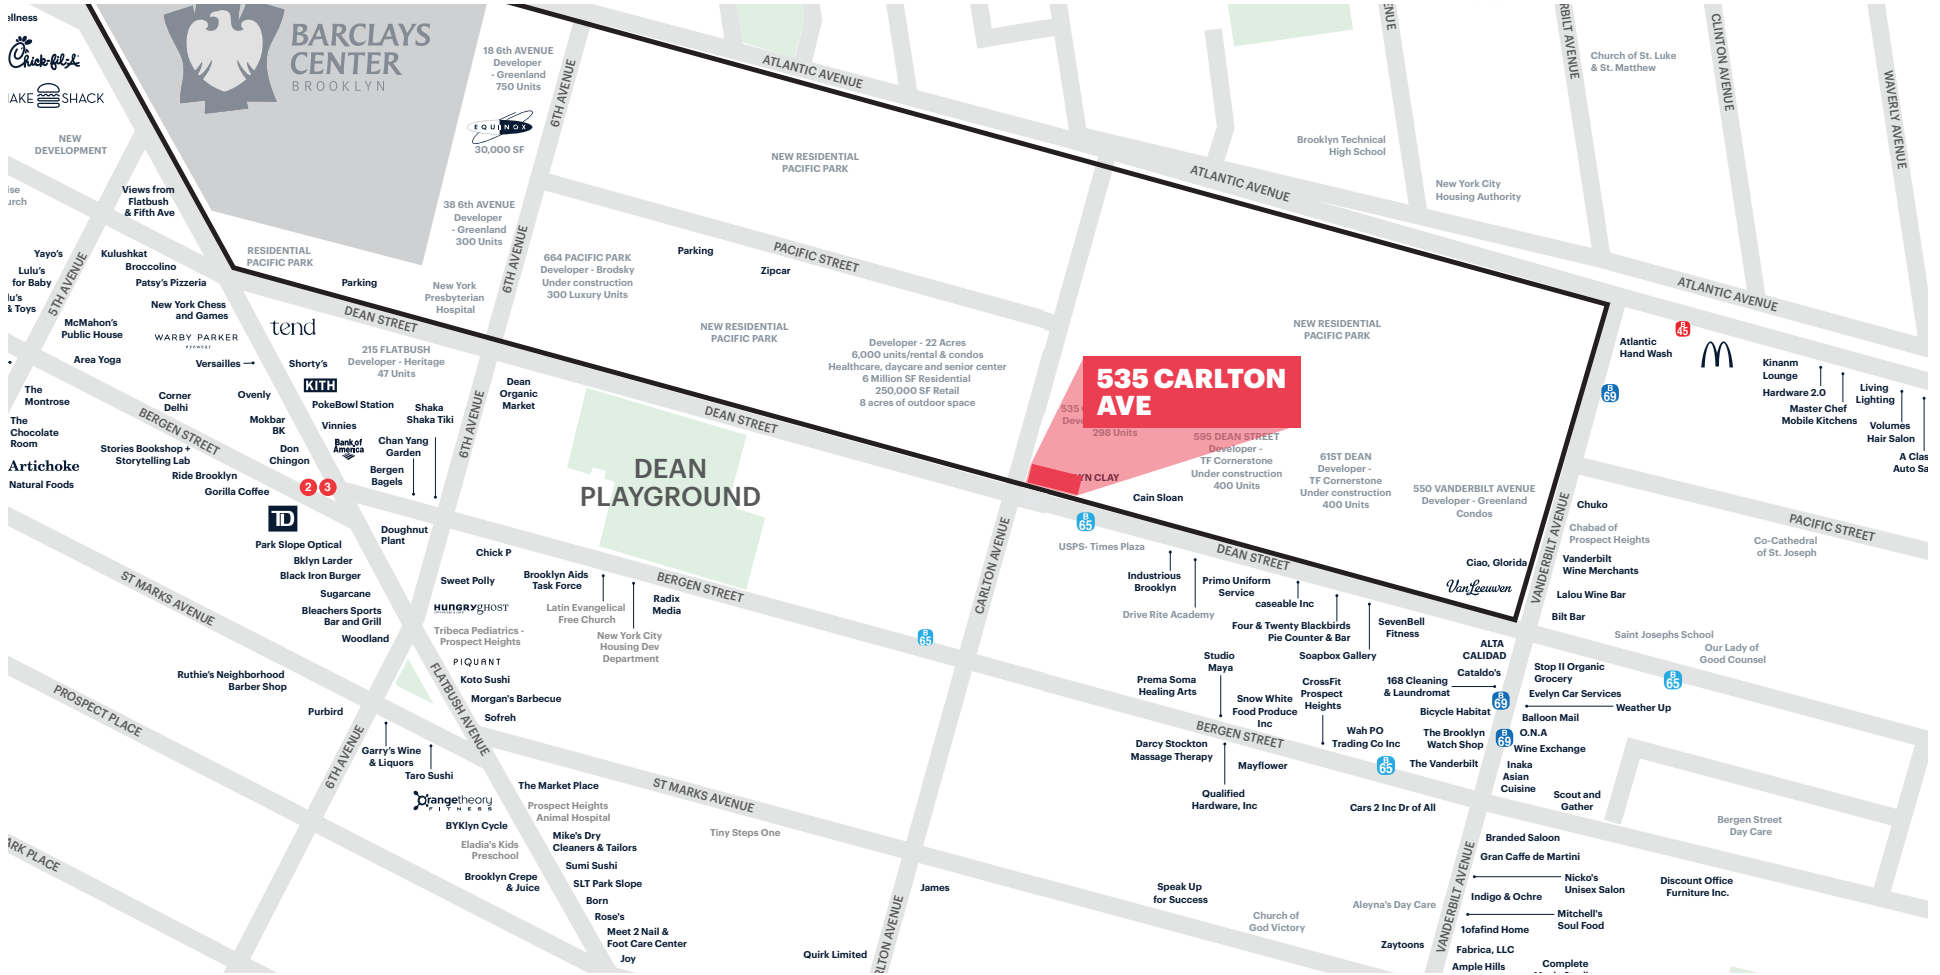 ellness
Chick-fil-A
SHACK
NEW
DEVELOPMENT
BARCLAYS
CENTER
BROOKLYN
18 6th AVENUE
Developer
- Greenland
750 Units
EQUINOX
30,000 SF
6TH AVENUE
ATLANTIC AVENUE
NEW RESIDENTIAL
PACIFIC PARK
Church of St. Luke
& St. Matthew
CLINTON AVENUE
WAVERLY AVENUE
Brooklyn Technical
High School
ATLANTIC AVENUE
New York City
Housing Authority
Views from
Flatbush
& Fifth Ave
38 6th AVENUE
Developer
- Greenland
300 Units
6TH AVENUE
RESIDENTIAL
PACIFIC PARK
Parking
New York
Presbyterian
Hospital
664 PACIFIC PARK
Developer - Brodsky
Under construction
300 Luxury Units
Parking
Zipcar
PACIFIC STREET
NEW RESIDENTIAL
PACIFIC PARK
Developer - 22 Acres
6,000 units/rental & condos
Healthcare, daycare and senior center
6 Million SF Residential
250,000 SF Retail
8 acres of outdoor space
NEW RESIDENTIAL
PACIFIC PARK
ATLANTIC AVENUE
B
45
Atlantic
Hand Wash
B
69
Kinanm
Lounge
Hardware 2.0
Master Chef
Mobile Kitchens
Living
Lighting
Volumes
Hair Salon
A Clas
Auto Sa
Yayo's
Lulu's
for Baby
& Toys
5TH AVENUE
Kulushkat
Broccolino
Patsy's Pizzeria
New York Chess
and Games
WARBY PARKER
eyewear
tend
DEAN STREET
McMahon's
Public House
Area Yoga
Versailles
Shorty's
215 FLATBUSH
Developer - Heritage
47 Units
KITH
The
Montrose
The
Chocolate
Room
Artichoke
Natural Foods
Corner
Delhi
BERGEN STREET
Ovenly
PokeBowl Station
Mokbar
BK
Vinnies
Shaka
Shaka Tiki
Don
Chingon
Bank of
America
Chan Yang
Garden
Bergen
Bagels
Stories Bookshop +
Storytelling Lab
Ride Brooklyn
Gorilla Coffee
2 3
6TH AVENUE
Dean
Organic
Market
DEAN STREET
DEAN
PLAYGROUND
535 CARLTON
AVE
298 Units
YN CLAY
595 DEAN STREET
Developer -
TF Cornerstone
Under construction
400 Units
61ST DEAN
Developer -
TF Cornerstone
Under construction
400 Units
550 VANDERBILT AVENUE
Developer - Greenland
Condos
Cain Sloan
B
65
USPS- Times Plaza
DEAN STREET
Ciao, Glorida
Van Leeuwen
VANDERBILT AVENUE
Chuko
Chabad of
Prospect Heights
Vanderbilt
Wine Merchants
Lalou Wine Bar
Bilt Bar
PACIFIC STREET
Co-Cathedral
of St. Joseph
Saint Josephs School
Our Lady of
Good Counsel
B
65
TD
Park Slope Optical
Bklyn Larder
Black Iron Burger
Sugarcane
Bleachers Sports
Bar and Grill
Woodland
Doughnut
Plant
Chick P
Sweet Polly
HUNGRYGHOST
Tribeca Pediatrics -
Prospect Heights
PIQUANT
Koto Sushi
Morgan's Barbecue
Sofreh
Brooklyn Aids
Task Force
Latin Evangelical
Free Church
New York City
Housing Dev
Department
Radix
Media
BERGEN STREET
B
65
CARLTON AVENUE
Industrious
Brooklyn
Drive Rite Academy
Primo Uniform
Service
caseable Inc
Four & Twenty Blackbirds
Pie Counter & Bar
SevenBell
Fitness
Soapbox Gallery
Studio
Maya
Prema Soma
Healing Arts
Snow White
Food Produce
Inc
CrossFit
Prospect
Heights
168 Cleaning
& Laundromat
ALTA
CALIDAD
Cataldo's
B
69
Bicycle Habitat
The Brooklyn
Watch Shop
The Vanderbilt
B
69
Stop II Organic
Grocery
Evelyn Car Services
Weather Up
Balloon Mail
O.N.A
Wine Exchange
Inaka
Asian
Cuisine
Scout and
Gather
BERGEN STREET
Wah PO
Trading Co Inc
B
65
Darcy Stockton
Massage Therapy
Mayflower
Qualified
Hardware, Inc
Cars 2 Inc Dr of All
Bergen Street
Day Care
ST MARKS AVENUE
Ruthie's Neighborhood
Barber Shop
Purbird
PROSPECT PLACE
FLATBUSH AVENUE
6TH AVENUE
Garry's Wine
& Liquors
Taro Sushi
Orangetheory
FITNESS
BYKlyn Cycle
Eladia's Kids
Preschool
Brooklyn Crepe
& Juice
The Market Place
Prospect Heights
Animal Hospital
Mike's Dry
Cleaners & Tailors
Sumi Sushi
SLT Park Slope
Born
Rose's
Meet 2 Nail &
Foot Care Center
Joy
ST MARKS AVENUE
Tiny Steps One
James
Quirk Limited
Speak Up
for Success
Church of
God Victory
Aleyna's Day Care
Zaytoons
VANDERBILT AVENUE
Branded Saloon
Gran Caffe de Martini
Nicko's
Unisex Salon
Indigo & Ochre
Mitchell's
Soul Food
1ofafind Home
Fabrica, LLC
Ample Hills
Complete
Discount Office
Furniture Inc.
ARK PLACE
RLTON AVENUE